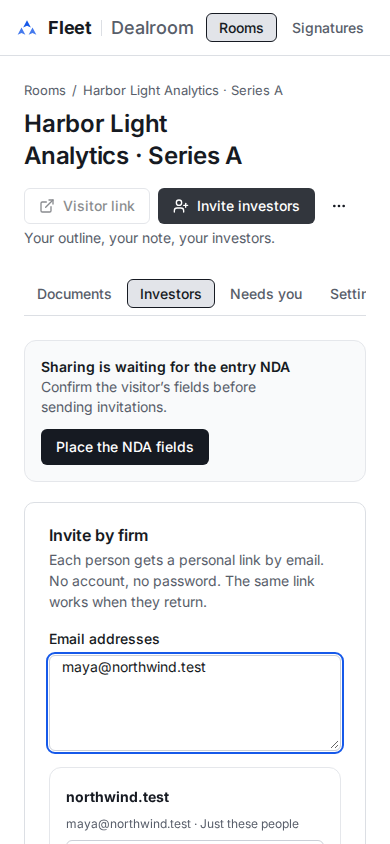 Fleet Dealroom Rooms Signatures
Rooms / Harbor Light Analytics · Series A
Harbor Light
Analytics · Series A
Visitor link Invite investors ...
Your outline, your note, your investors.
Documents Investors Needs you Settin
Sharing is waiting for the entry NDA
Confirm the visitor's fields before
sending invitations.
Place the NDA fields
Invite by firm
Each person gets a personal link by email.
No account, no password. The same link
works when they return.
Email addresses
maya@northwind.test
northwind.test
maya@northwind.test · Just these people